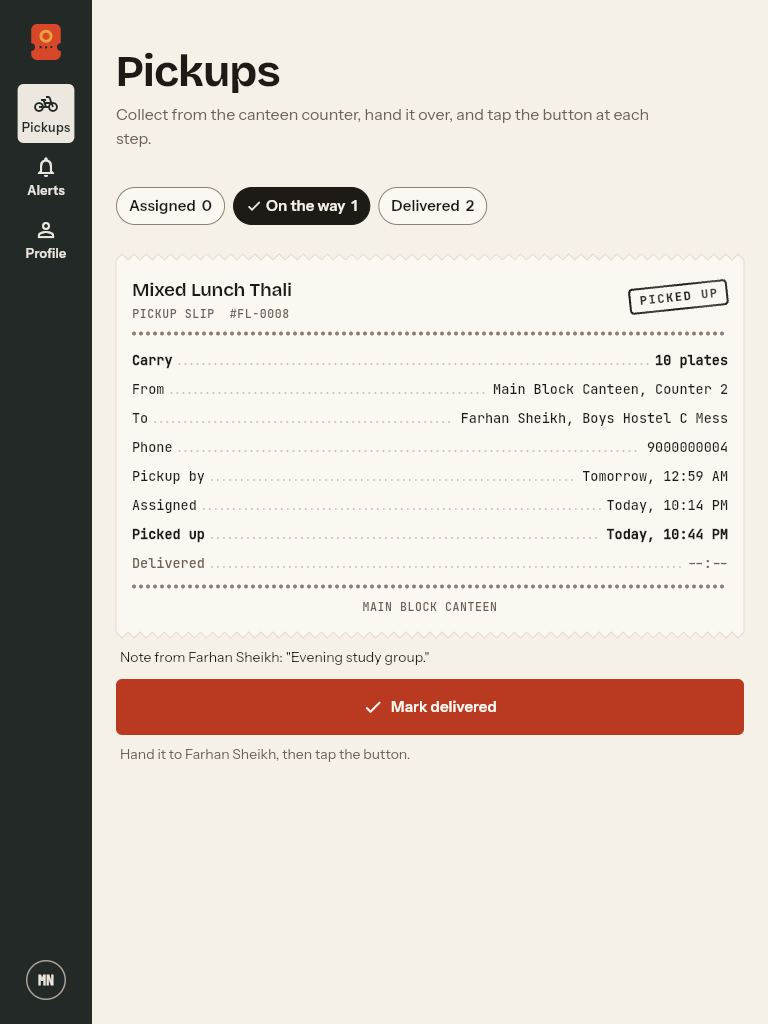 Pickups
Alerts
Profile
MN
Pickups
Collect from the canteen counter, hand it over, and tap the button at each
step.
Assigned 0
On the way 1
Delivered 2
Mixed Lunch Thali
PICKED UP
PICKUP SLIP #FL-0008
Carry 10 plates
From Main Block Canteen, Counter 2
To Farhan Sheikh, Boys Hostel C Mess
Phone 9000000004
Pickup by Tomorrow, 12:59 AM
Assigned Today, 10:14 PM
Picked up Today, 10:44 PM
Delivered --:--
MAIN BLOCK CANTEEN
Note from Farhan Sheikh: "Evening study group."
Mark delivered
Hand it to Farhan Sheikh, then tap the button.